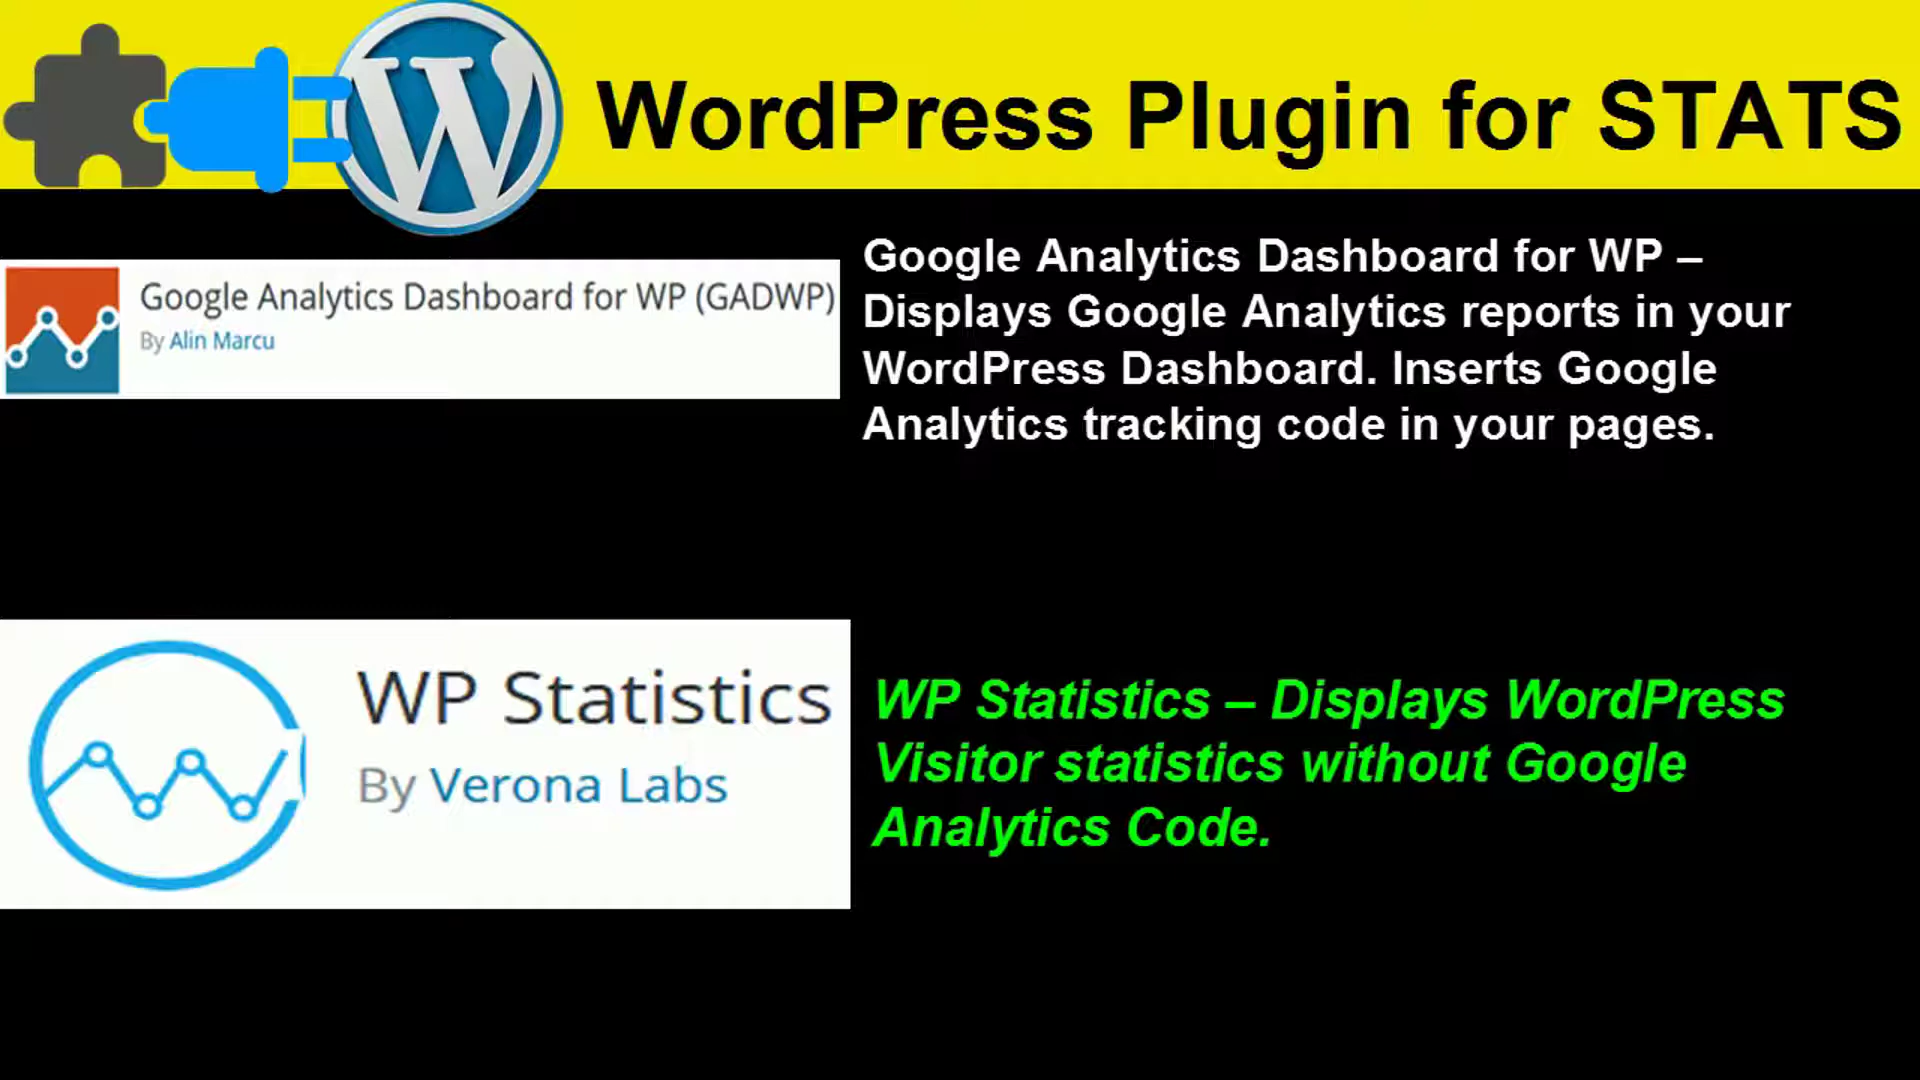 WordPress Plugin for STATS
Google Analytics Dashboard for WP (GADWP)
By Alin Marcu
Google Analytics Dashboard for WP –
Displays Google Analytics reports in your
WordPress Dashboard. Inserts Google
Analytics tracking code in your pages.
WP Statistics
By Verona Labs
WP Statistics – Displays WordPress
Visitor statistics without Google
Analytics Code.